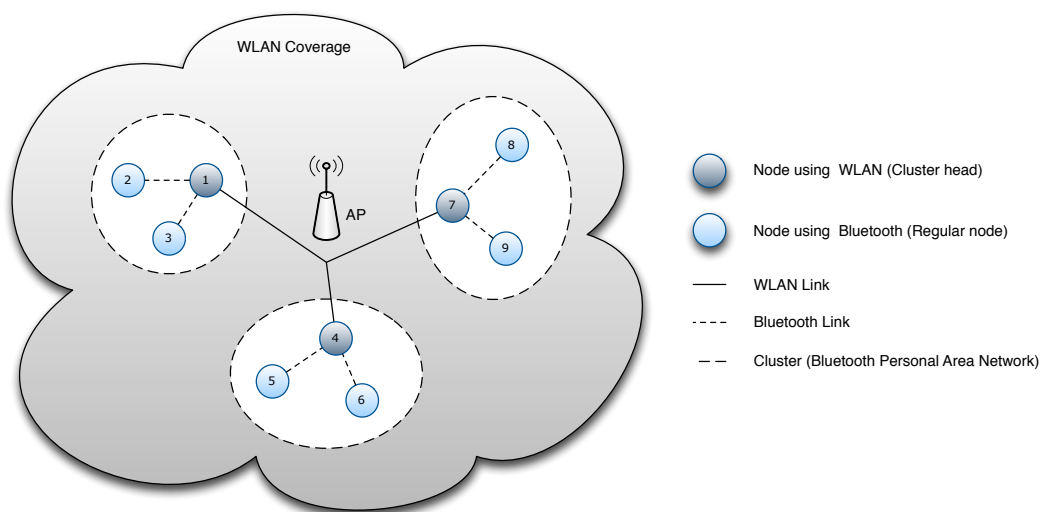 WLAN Coverage
2
1
3
AP
8
7
9
4
5
6
Node using WLAN (Cluster head)
Node using Bluetooth (Regular node)
WLAN Link
Bluetooth Link
Cluster (Bluetooth Personal Area Network)